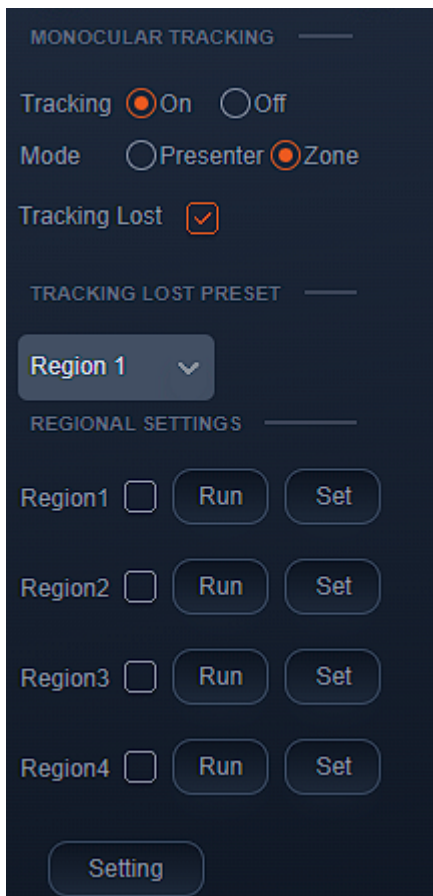 MONOCULAR TRACKING
Tracking On Off
Mode Presenter Zone
Tracking Lost
TRACKING LOST PRESET
Region 1
REGIONAL SETTINGS
Region1 Run Set
Region2 Run Set
Region3 Run Set
Region4 Run Set
Setting